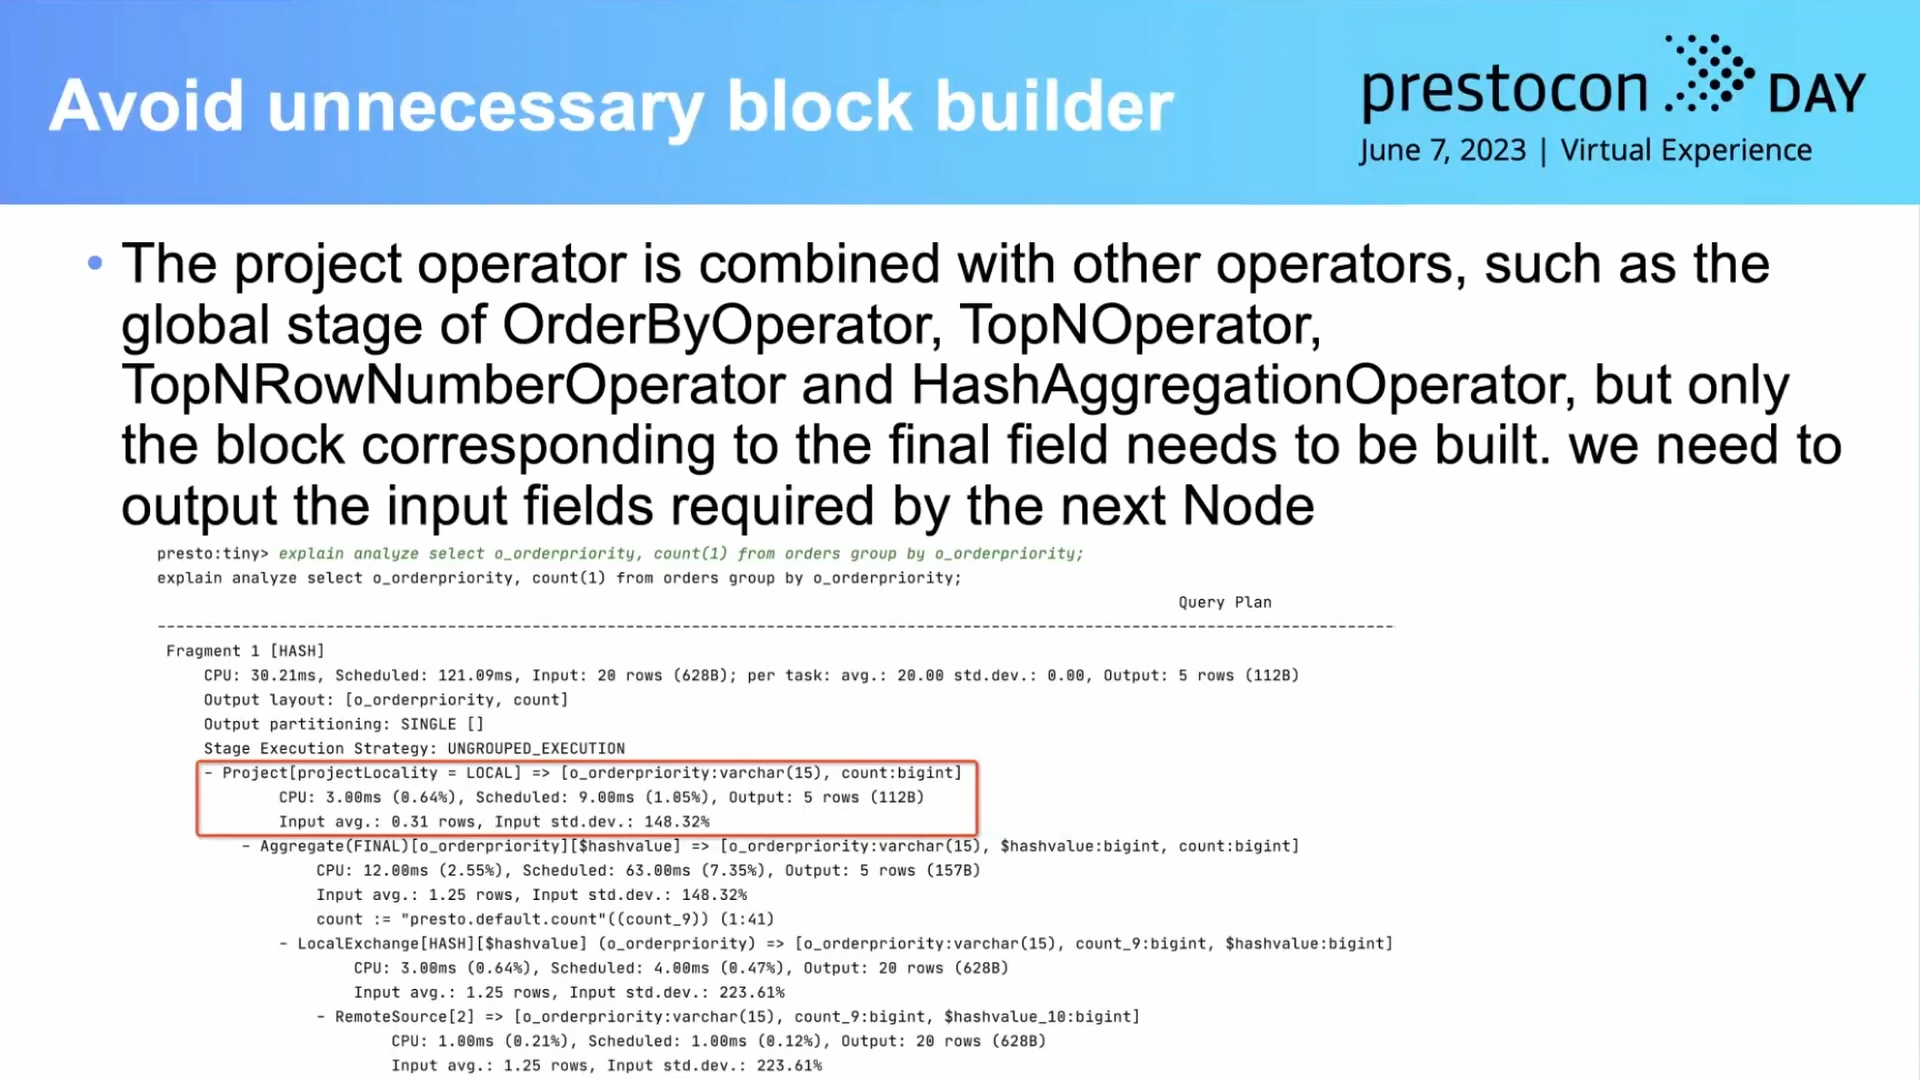 Avoid unnecessary block builder
prestocon DAY
June 7, 2023 | Virtual Experience
• The project operator is combined with other operators, such as the
global stage of OrderByOperator, TopNOperator,
TopNRowNumberOperator and HashAggregationOperator, but only
the block corresponding to the final field needs to be built. we need to
output the input fields required by the next Node
presto:tiny> explain analyze select o_orderpriority, count(1) from orders group by o_orderpriority;
explain analyze select o_orderpriority, count(1) from orders group by o_orderpriority;
Query Plan
------------------------------------------------------------------------------------------------------------------------------------
Fragment 1 [HASH]
CPU: 30.21ms, Scheduled: 121.09ms, Input: 20 rows (628B); per task: avg.: 20.00 std.dev.: 0.00, Output: 5 rows (112B)
Output layout: [o_orderpriority, count]
Output partitioning: SINGLE []
Stage Execution Strategy: UNGROUPED_EXECUTION
- Project[projectLocality = LOCAL] => [o_orderpriority:varchar(15), count:bigint]
CPU: 3.00ms (0.64%), Scheduled: 9.00ms (1.05%), Output: 5 rows (112B)
Input avg.: 0.31 rows, Input std.dev.: 148.32%
- Aggregate(FINAL)[o_orderpriority][$hashvalue] => [o_orderpriority:varchar(15), $hashvalue:bigint, count:bigint]
CPU: 12.00ms (2.55%), Scheduled: 63.00ms (7.35%), Output: 5 rows (157B)
Input avg.: 1.25 rows, Input std.dev.: 148.32%
count := "presto.default.count"((count_9)) (1:41)
- LocalExchange[HASH][$hashvalue] (o_orderpriority) => [o_orderpriority:varchar(15), count_9:bigint, $hashvalue:bigint]
CPU: 3.00ms (0.64%), Scheduled: 4.00ms (0.47%), Output: 20 rows (628B)
Input avg.: 1.25 rows, Input std.dev.: 223.61%
- RemoteSource[2] => [o_orderpriority:varchar(15), count_9:bigint, $hashvalue_10:bigint]
CPU: 1.00ms (0.21%), Scheduled: 1.00ms (0.12%), Output: 20 rows (628B)
Input avg.: 1.25 rows, Input std.dev.: 223.61%